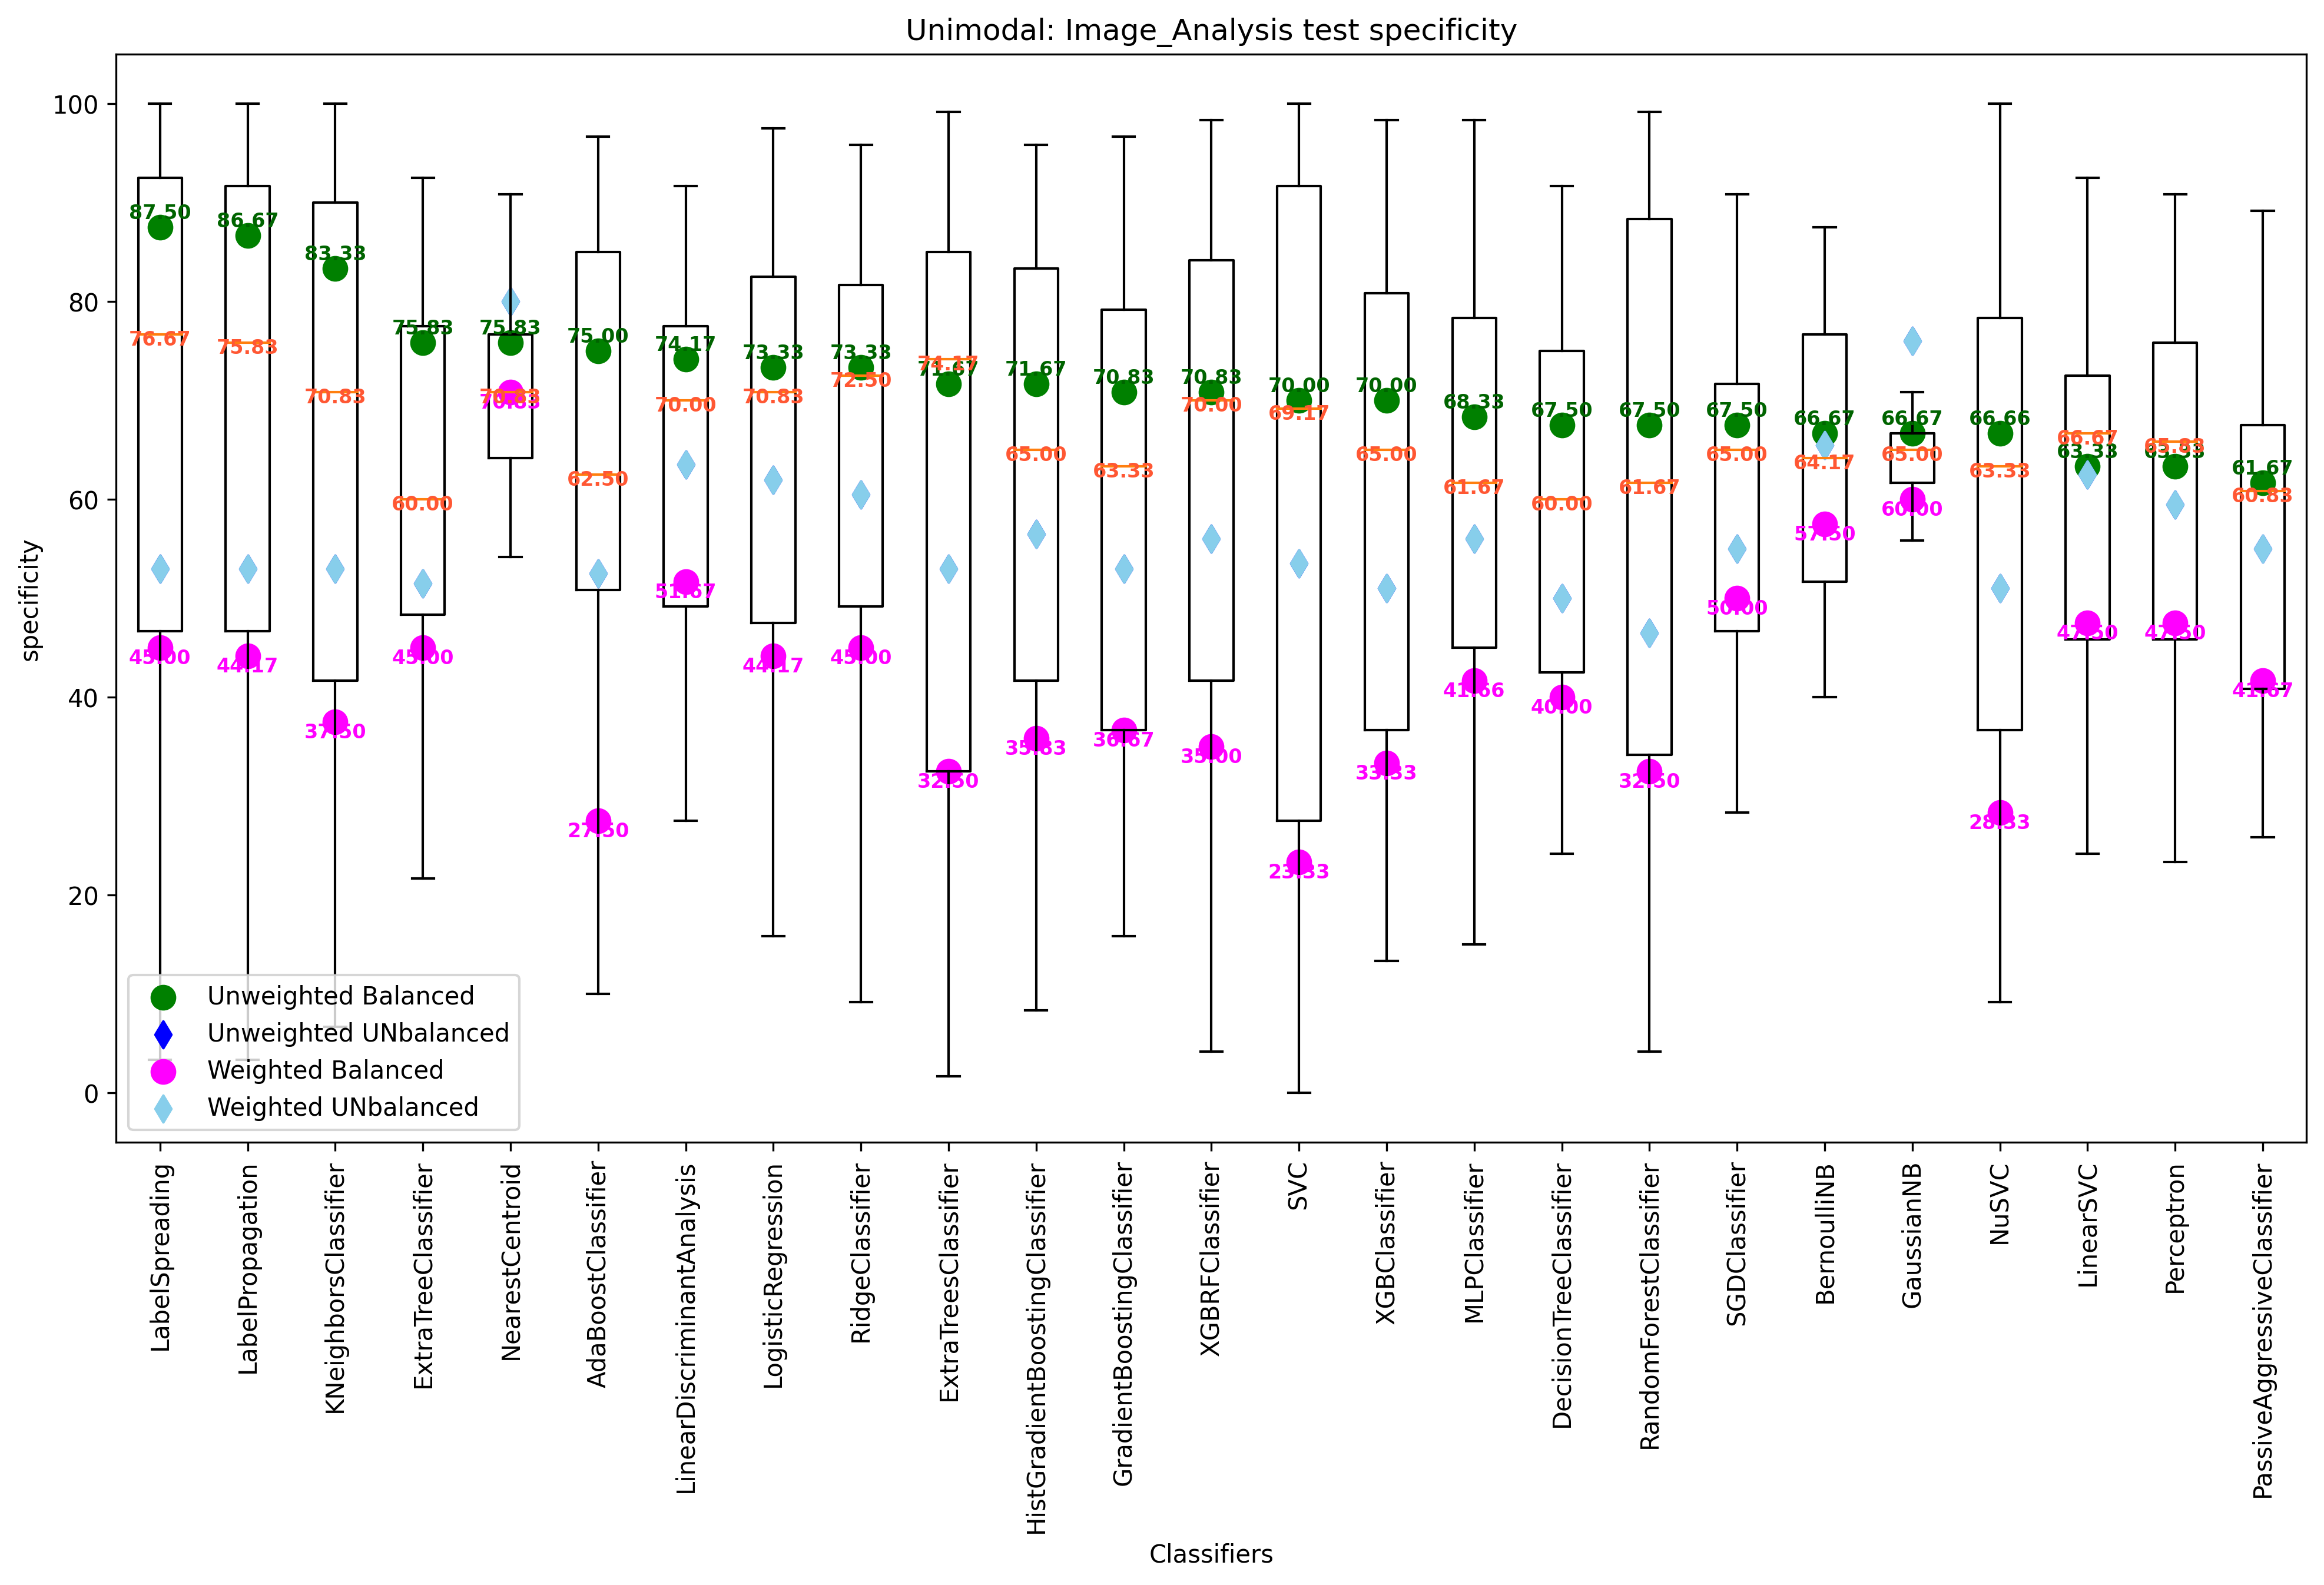 Unimodal: Image_Analysis test specificity
specificity
100
80
60
40
20
0
87.50
76.67
45.00
86.67
75.83
44.17
83.33
70.83
37.50
75.83
60.00
45.00
75.83
70.83
70.83
75.00
62.50
27.50
74.17
70.00
51.67
73.33
70.83
44.17
73.33
72.50
45.00
74.17
71.67
32.50
71.67
65.00
35.83
70.83
63.33
36.67
70.83
70.00
35.00
70.00
69.17
23.33
70.00
65.00
33.33
68.33
61.67
41.66
67.50
60.00
40.00
67.50
61.67
32.50
67.50
65.00
50.00
66.67
64.17
57.50
66.67
65.00
60.00
66.66
63.33
28.33
66.67
63.33
47.50
65.83
63.33
47.50
61.67
60.83
41.67
Unweighted Balanced
Unweighted UNbalanced
Weighted Balanced
Weighted UNbalanced
LabelSpreading
LabelPropagation
KNeighborsClassifier
ExtraTreeClassifier
NearestCentroid
AdaBoostClassifier
LinearDiscriminantAnalysis
LogisticRegression
RidgeClassifier
ExtraTreesClassifier
HistGradientBoostingClassifier
GradientBoostingClassifier
XGBRFClassifier
SVC
XGBClassifier
MLPClassifier
DecisionTreeClassifier
RandomForestClassifier
SGDClassifier
BernoulliNB
GaussianNB
NuSVC
LinearSVC
Perceptron
PassiveAggressiveClassifier
Classifiers